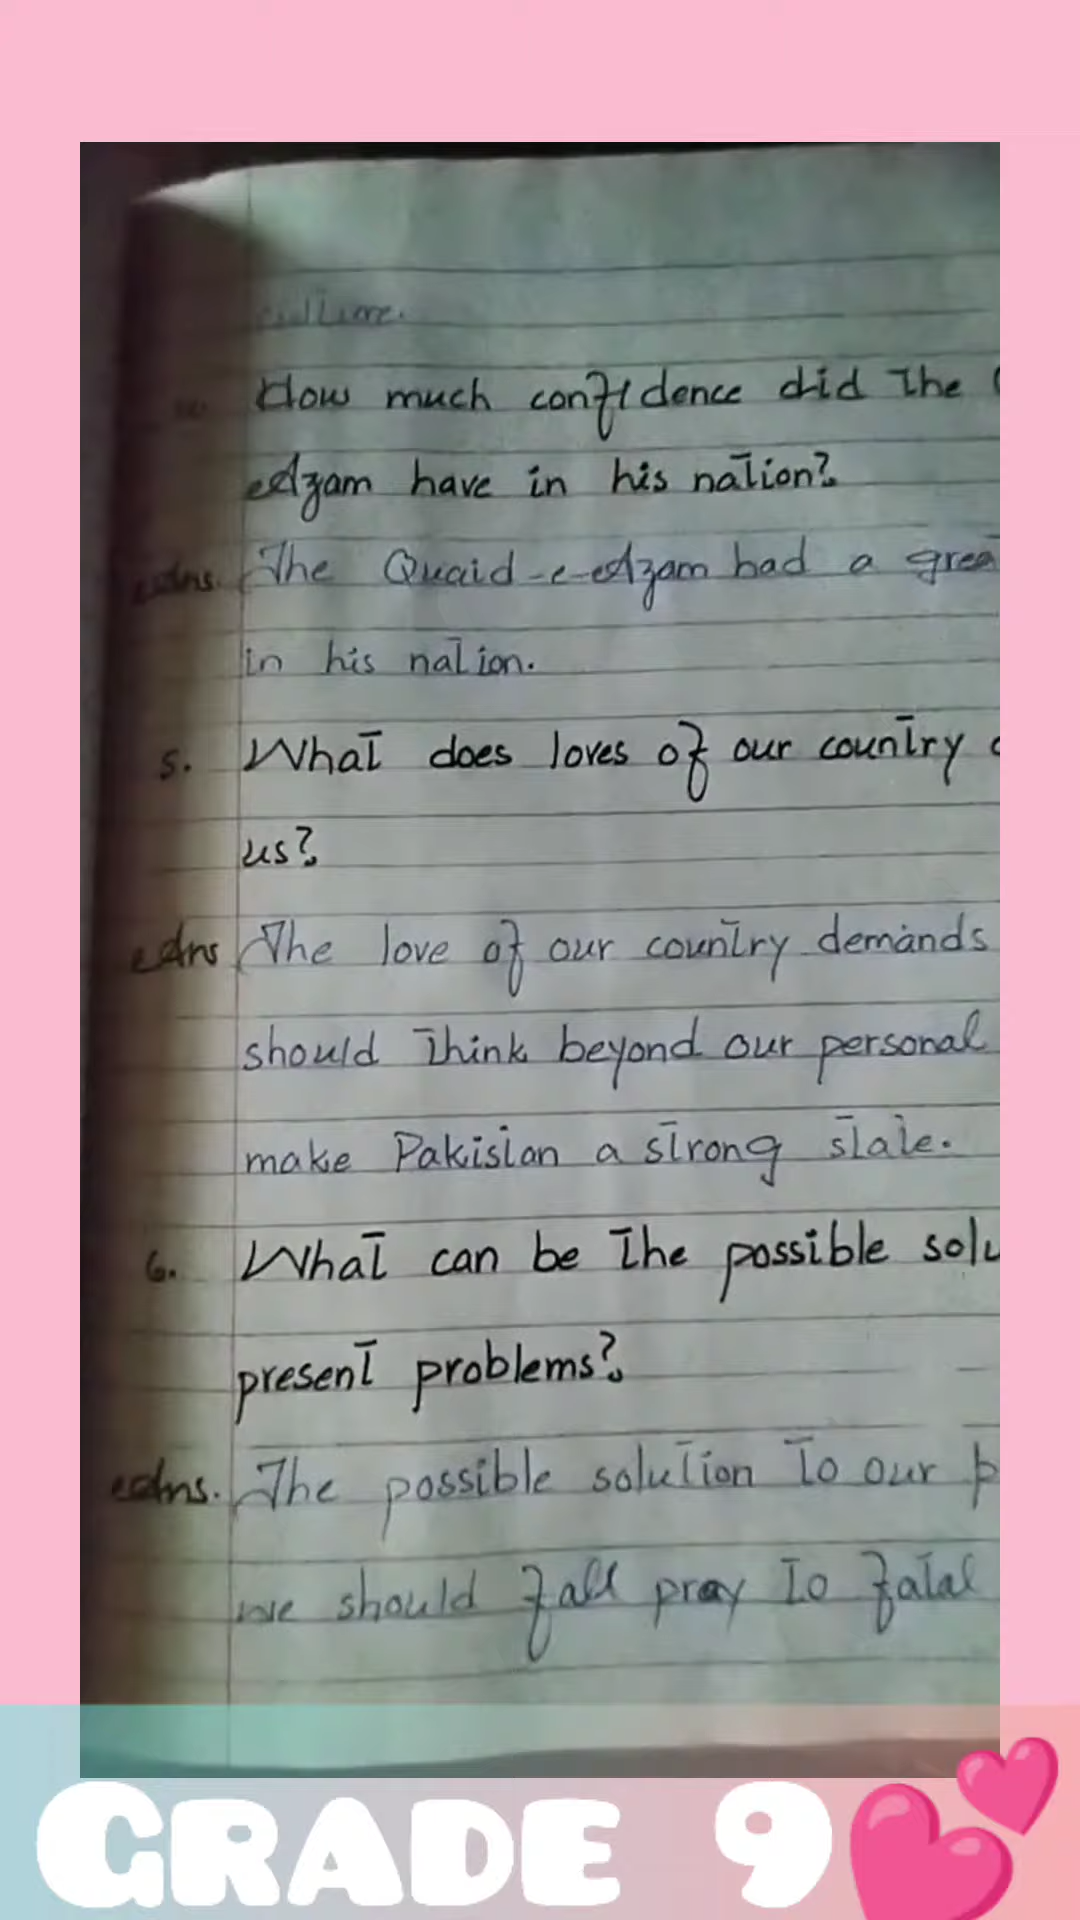 culture.
How much confidence did the
Azam have in his nation?
Ans. The Quaid-e-Azam had a grea
in his nation.
5. What does loves of our country
us?
Ans The love of our country demands
should think beyond our personal
make Pakistan a strong state.
6. What can be the possible solu
present problems?
Ans. The possible solution to our p
we should fall pray to fatal
GRADE 9